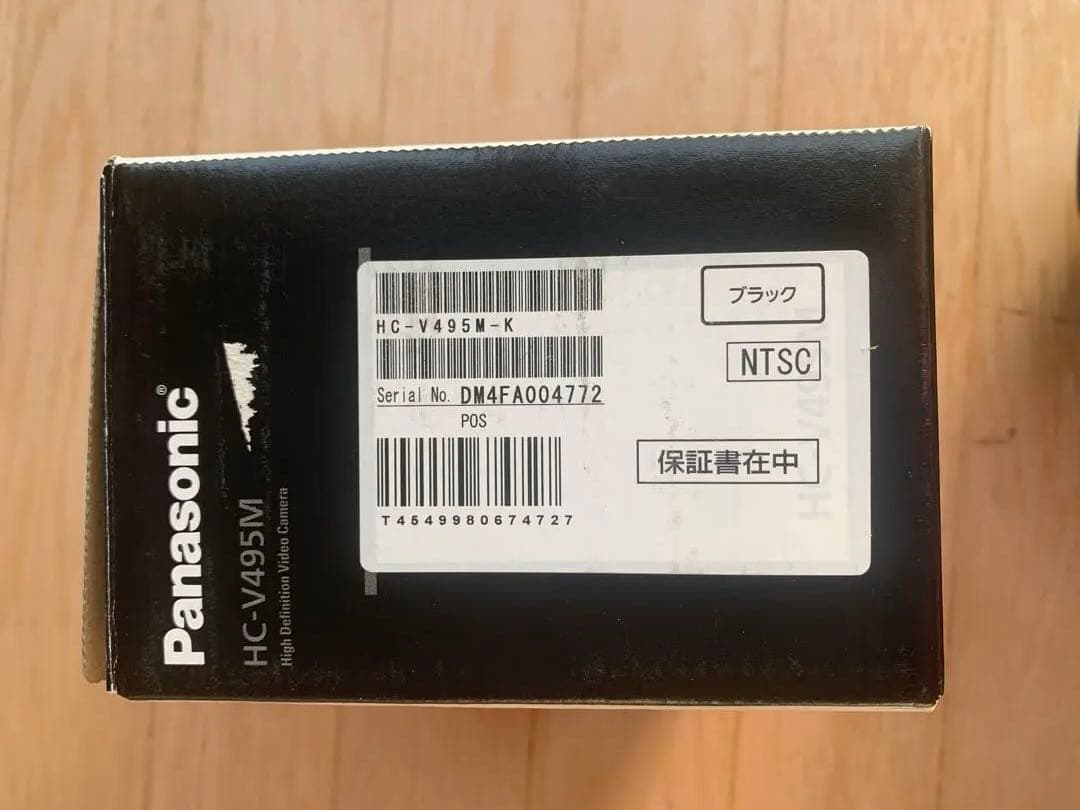 Panasonic®
HC-V495M
High Definition Video Camera
HC-V495M-K
Serial No. DM4FA004772
POS
T4549980674727
ブラック
NTSC
保証書在中